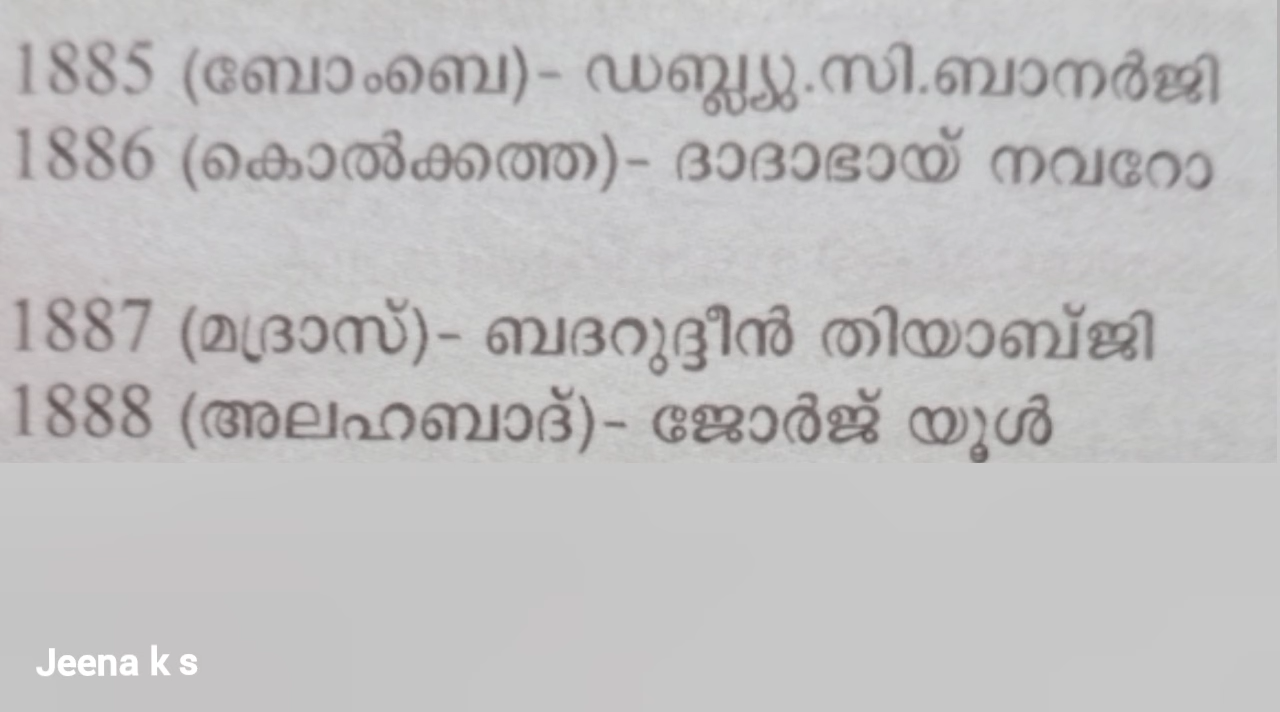 1885 (ബോംബെ)- ഡബ്ല്യു.സി.ബാനർജി
1886 (കൊൽക്കത്ത)- ദാദാഭായ് നവറോ
1887 (മദ്രാസ്)- ബദറുദ്ദീൻ തിയാബ്ജി
1888 (അലഹബാദ്)- ജോർജ് യൂൾ
Jeena k s